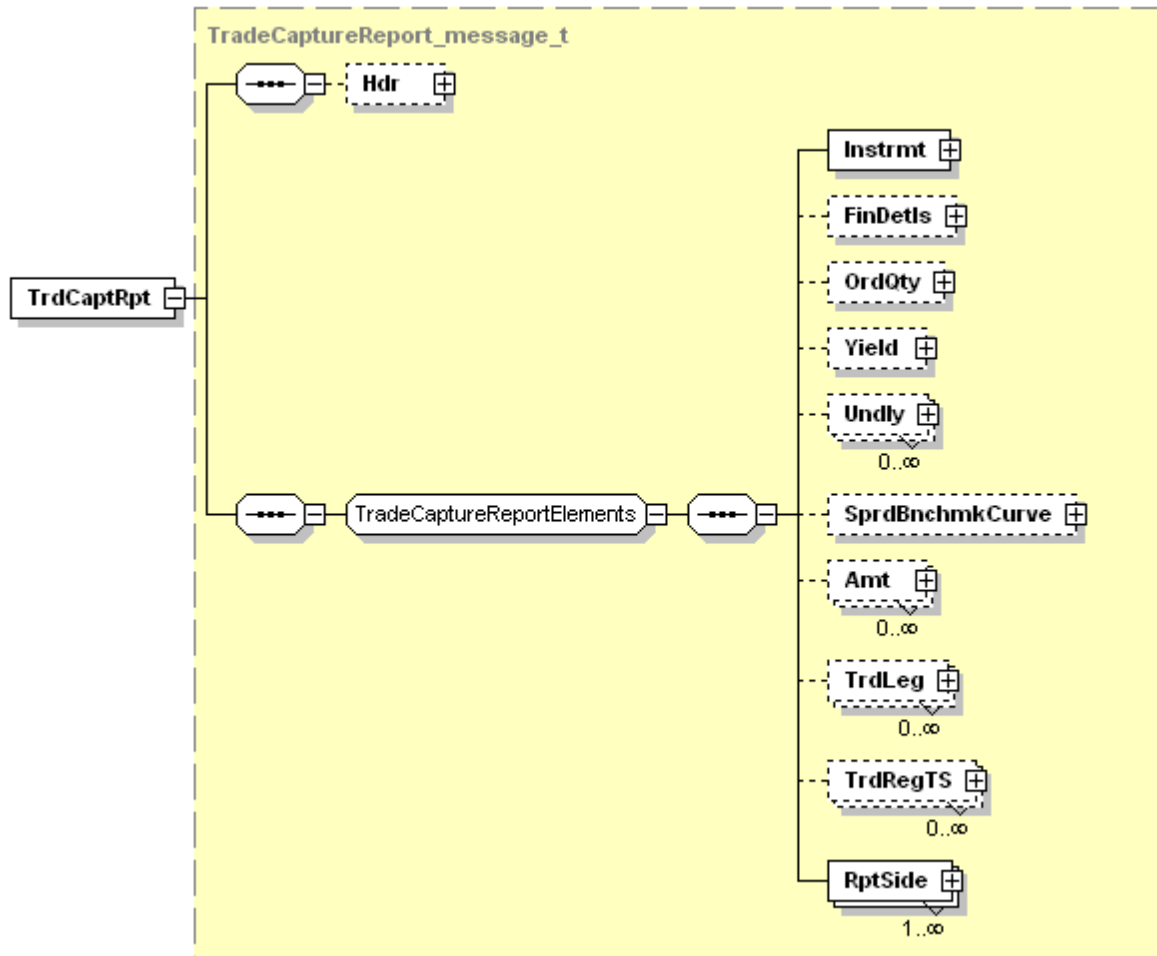 TradeCaptureReport_message_t
Hdr
Instrmt
FinDetls
OrdQty
TrdCaptRpt
Yield
Undly
0..∞
TradeCaptureReportElements
SprdBnchmkCurve
Amt
0..∞
TrdLeg
0..∞
TrdRegTS
0..∞
RptSide
1..∞